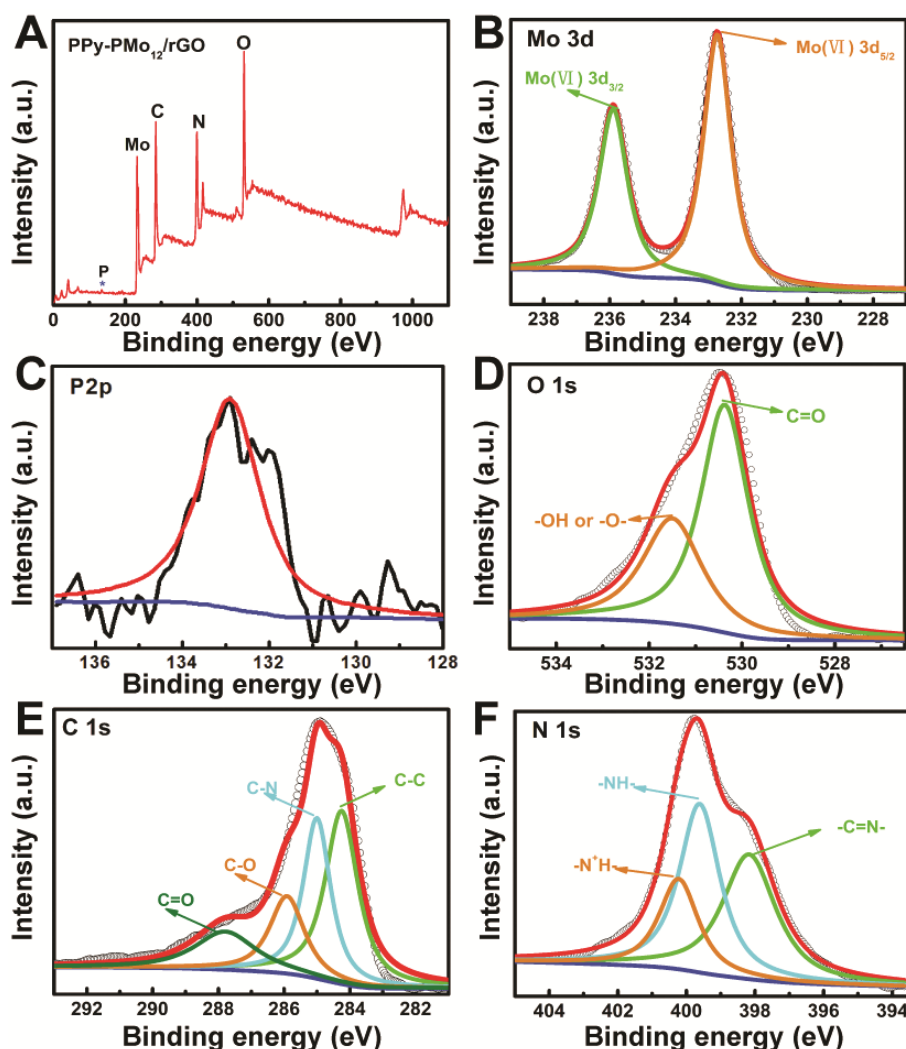 A
PPy-PMo₁₂/rGO
Mo
C
N
O
P
*
0 200 400 600 800 1000
Binding energy (eV)
Intensity (a.u.)
B
Mo 3d
Mo(Ⅵ) 3d₅/₂
Mo(Ⅵ) 3d₃/₂
238 236 234 232 230 228
Binding energy (eV)
Intensity (a.u.)
C
P2p
136 134 132 130 128
Binding energy (eV)
Intensity (a.u.)
D
O 1s
C=O
-OH or -O-
534 532 530 528
Binding energy (eV)
Intensity (a.u.)
E
C 1s
C-N
C-C
C-O
C=O
292 290 288 286 284 282
Binding energy (eV)
Intensity (a.u.)
F
N 1s
-NH-
-C=N-
-N⁺H-
404 402 400 398 396 394
Binding energy (eV)
Intensity (a.u.)